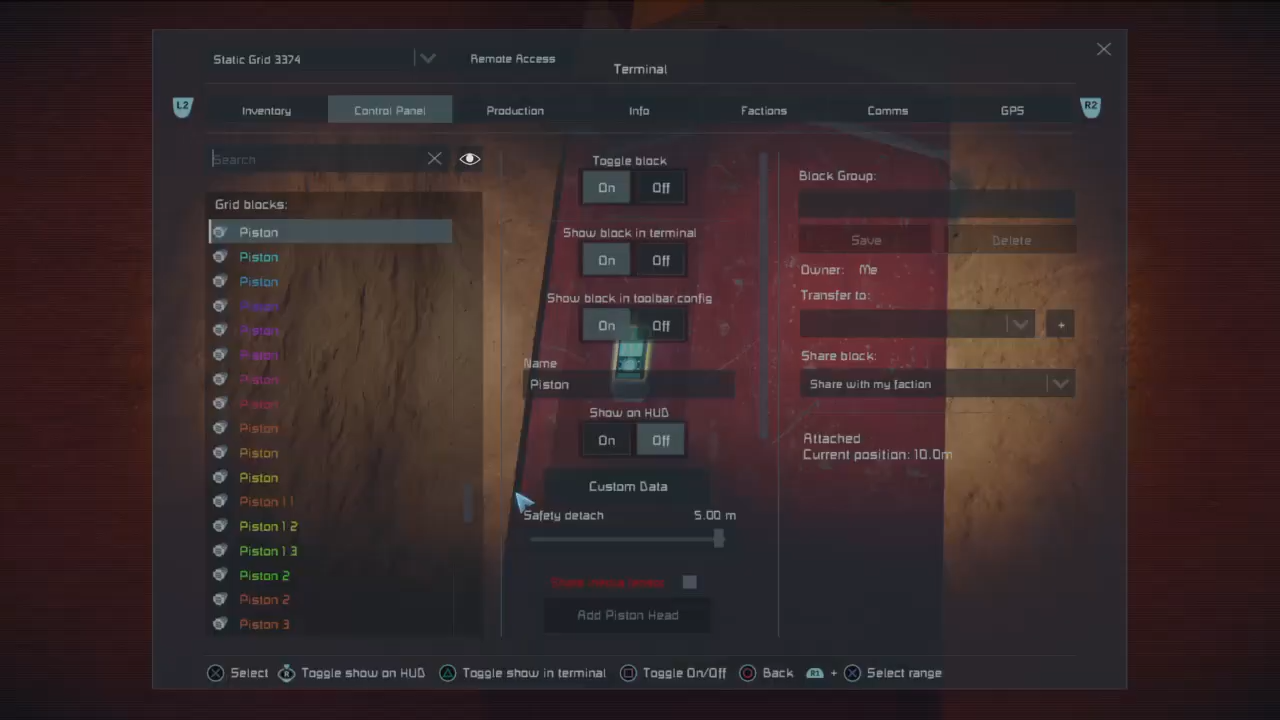 Static Grid 3374
Remote Access
Terminal
L2
Inventory
Control Panel
Production
Info
Factions
Comms
GPS
R2
Search
Grid blocks:
Piston
Piston
Piston
Piston
Piston
Piston
Piston
Piston
Piston
Piston
Piston
Piston 1 1
Piston 1 2
Piston 1 3
Piston 2
Piston 2
Piston 3
Toggle block
On Off
Show block in terminal
On Off
Show block in toolbar config
On Off
Name
Piston
Show on HUD
On Off
Custom Data
Safety detach 5.00 m
Share inertia tensor
Add Piston Head
Block Group:
Save Delete
Owner: Me
Transfer to:
+
Share block:
Share with my faction
Attached
Current position: 10.0m
Select
R Toggle show on HUD
Toggle show in terminal
Toggle On/Off
Back
R1 + Select range